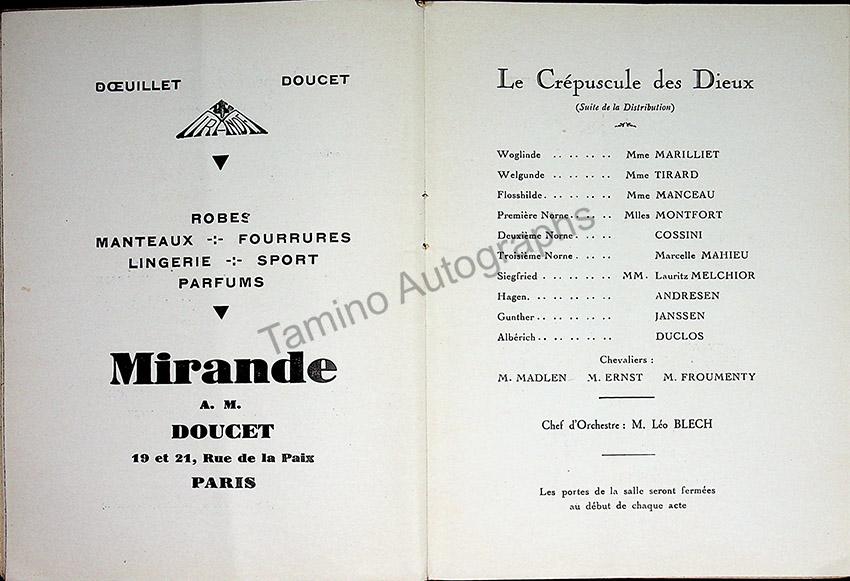 DŒUILLET DOUCET
MIRANDE
ROBES
MANTEAUX -:- FOURRURES
LINGERIE -:- SPORT
PARFUMS
Mirande
A. M.
DOUCET
19 et 21, Rue de la Paix
PARIS
Le Crépuscule des Dieux
(Suite de la Distribution)
Woglinde .. .. .. .. Mme MARILLIET
Welgunde .. .. .. .. Mme TIRARD
Flosshilde. .. .. .. .. Mme MANCEAU
Première Norne. .. .. .. Mlles MONTFORT
Deuxième Norne. .. .. COSSINI
Troisième Norne .. .. Marcelle MAHIEU
Siegfried .. .. .. .. MM. Lauritz MELCHIOR
Hagen. .. .. .. .. ANDRESEN
Gunther .. .. .. .. JANSSEN
Albérich .. .. .. .. DUCLOS
Chevaliers :
M. MADLEN M. ERNST M. FROUMENTY
Chef d'Orchestre : M. Léo BLECH
Les portes de la salle seront fermées
au début de chaque acte
Tamino Autographs